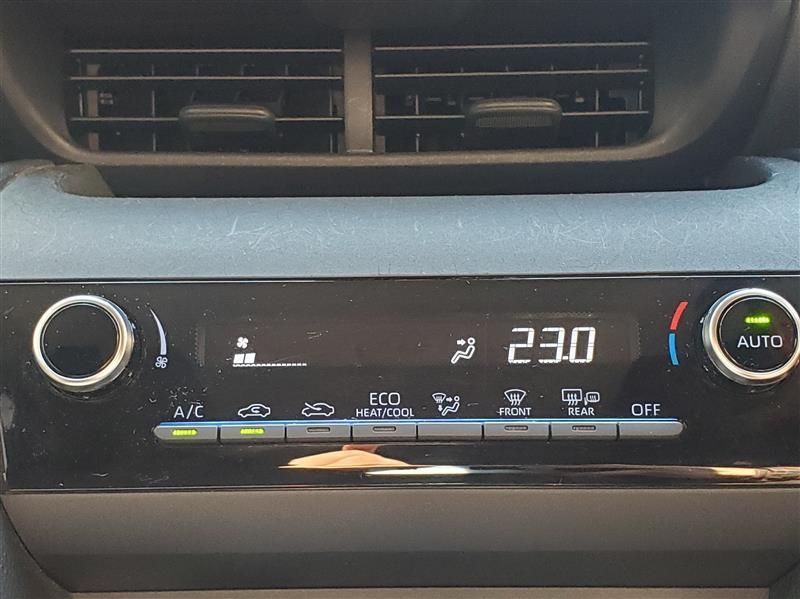 23.0
AUTO
A/C
ECO
HEAT/COOL
FRONT
REAR
OFF